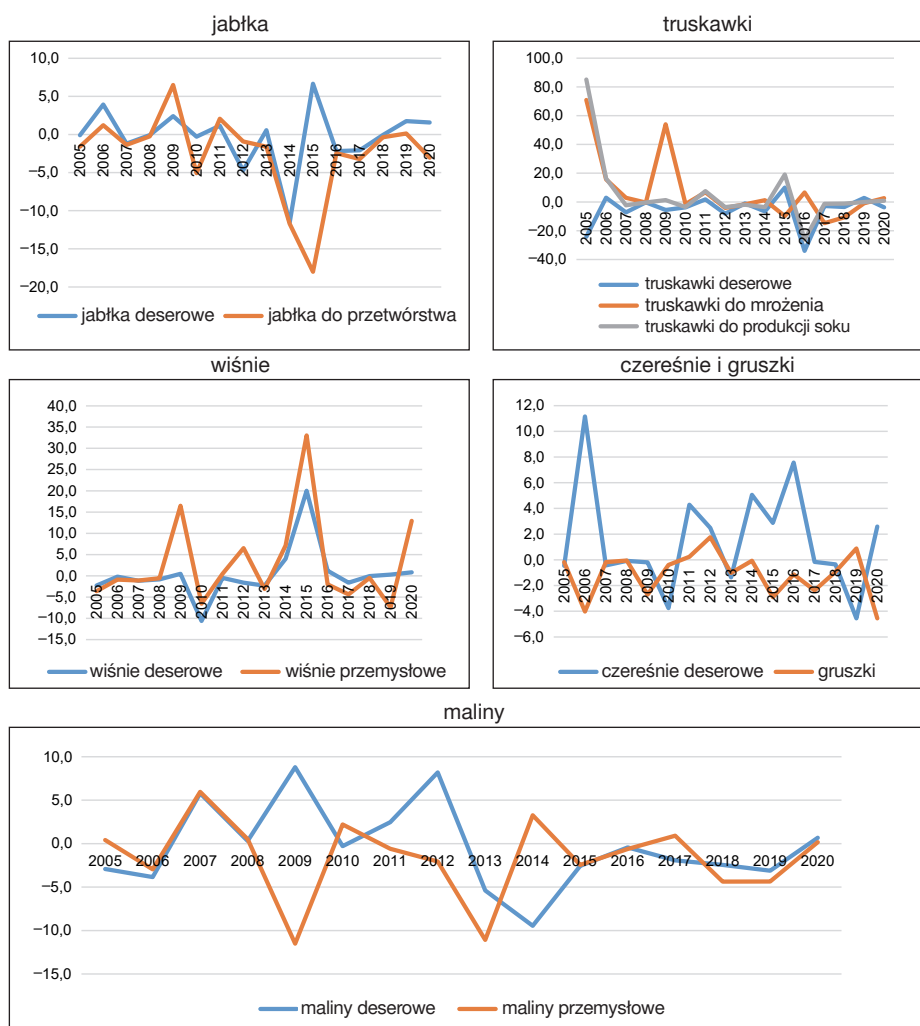 jabłka
10,0
5,0
0,0
−5,0
−10,0
−15,0
−20,0
2005 2006 2007 2008 2009 2010 2011 2012 2013 2014 2015 2016 2017 2018 2019 2020
jabłka deserowe jabłka do przetwórstwa
truskawki
100,0
80,0
60,0
40,0
20,0
0,0
−20,0
−40,0
2005 2006 2007 2008 2009 2010 2011 2012 2013 2014 2015 2016 2017 2018 2019 2020
truskawki deserowe
truskawki do mrożenia
truskawki do produkcji soku
wiśnie
40,0
35,0
30,0
25,0
20,0
15,0
10,0
5,0
0,0
−5,0
−10,0
−15,0
2005 2006 2007 2008 2009 2010 2011 2012 2013 2014 2015 2016 2017 2018 2019 2020
wiśnie deserowe wiśnie przemysłowe
czereśnie i gruszki
12,0
10,0
8,0
6,0
4,0
2,0
0,0
−2,0
−4,0
−6,0
2005 2006 2007 2008 2009 2010 2011 2012 2013 2014 2015 2016 2017 2018 2019 2020
czereśnie deserowe gruszki
maliny
10,0
5,0
0,0
−5,0
−10,0
−15,0
2005 2006 2007 2008 2009 2010 2011 2012 2013 2014 2015 2016 2017 2018 2019 2020
maliny deserowe maliny przemysłowe